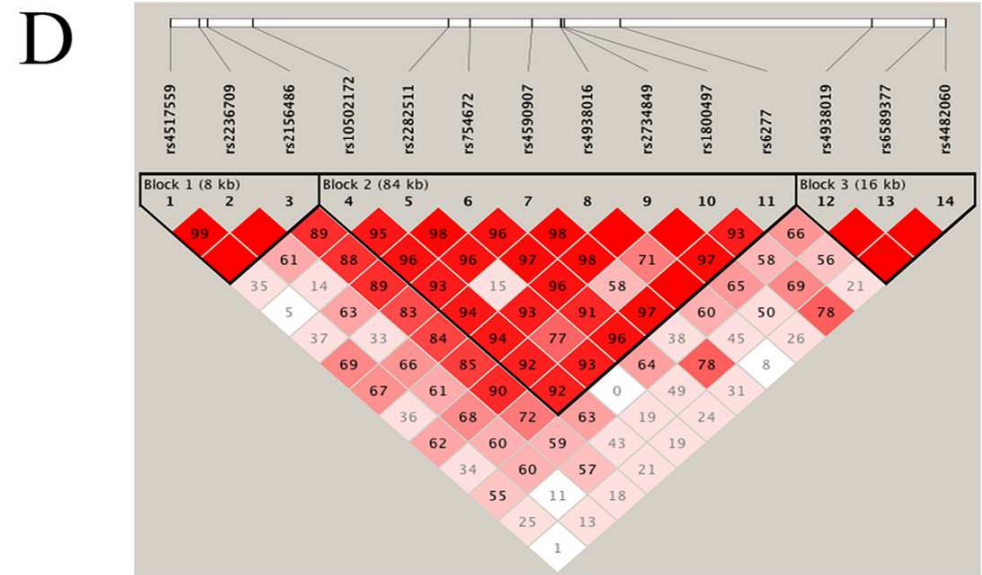 D
rs4517559
rs2236709
rs2156486
rs10502172
rs2282511
rs754672
rs4590907
rs4938016
rs2734849
rs1800497
rs6277
rs4938019
rs6589377
rs4482060
Block 1 (8 kb) Block 2 (84 kb) Block 3 (16 kb)
1 2 3 4 5 6 7 8 9 10 11 12 13 14
99 89 95 98 96 98 93 66
61 88 96 96 97 98 71 97 58 56
35 14 89 93 15 96 58 65 69 21
5 63 83 94 93 91 97 60 50 78
37 33 84 94 77 96 38 45 26
69 66 85 92 93 64 78 8
67 61 90 92 0 49 31
36 68 72 63 19 24
62 60 59 43 19
34 60 57 21
55 11 18
25 13
1